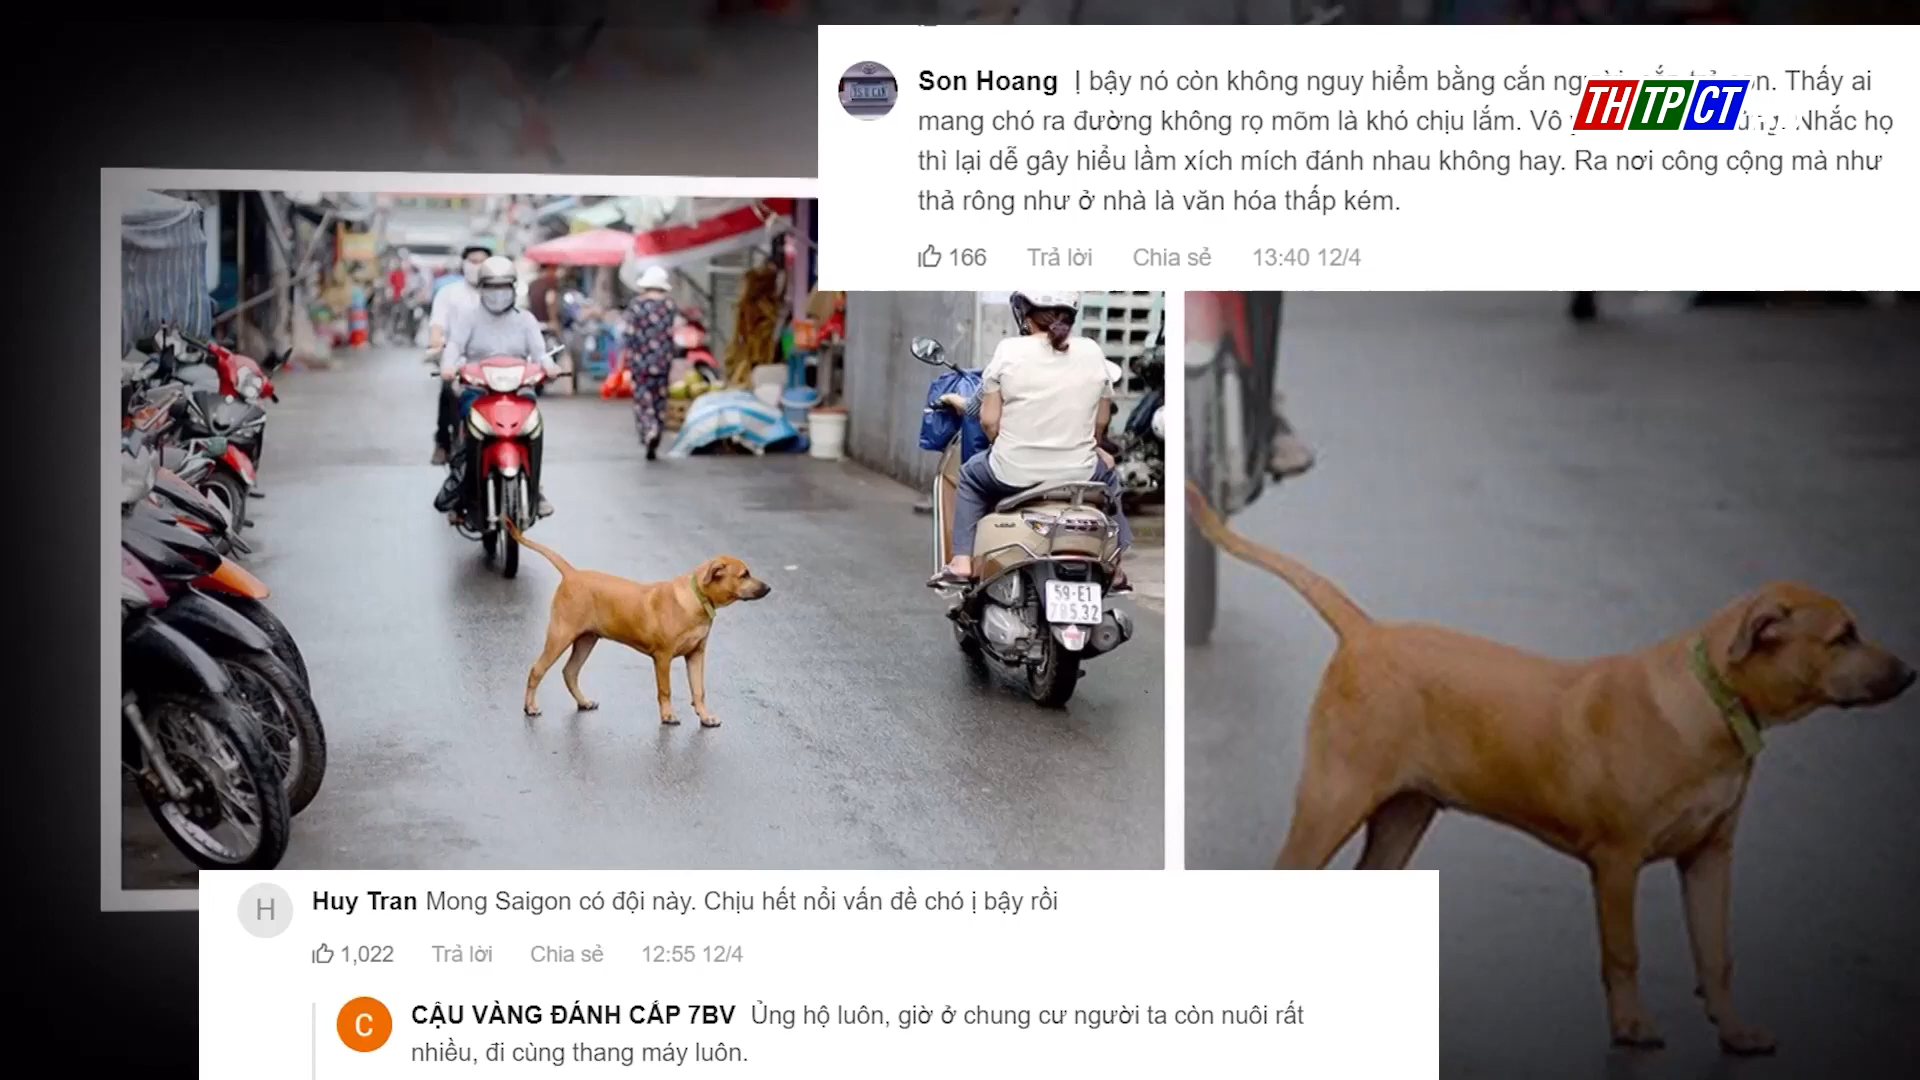 Son Hoang Ị bậy nó còn không nguy hiểm bằng cắn Thấy ai
mang chó ra đường không rọ mõm là khó chịu lắm. Vô Nhắc họ
thì lại dễ gây hiểu lầm xích mích đánh nhau không hay. Ra nơi công cộng mà như
thả rông như ở nhà là văn hóa thấp kém.
166 Trả lời Chia sẻ 13:40 12/4
THTPCT
59-E1
785.32
H
Huy Tran Mong Saigon có đội này. Chịu hết nổi vấn đề chó ị bậy rồi
1,022 Trả lời Chia sẻ 12:55 12/4
C
CẬU VÀNG ĐÁNH CẮP 7BV Ủng hộ luôn, giờ ở chung cư người ta còn nuôi rất
nhiều, đi cùng thang máy luôn.